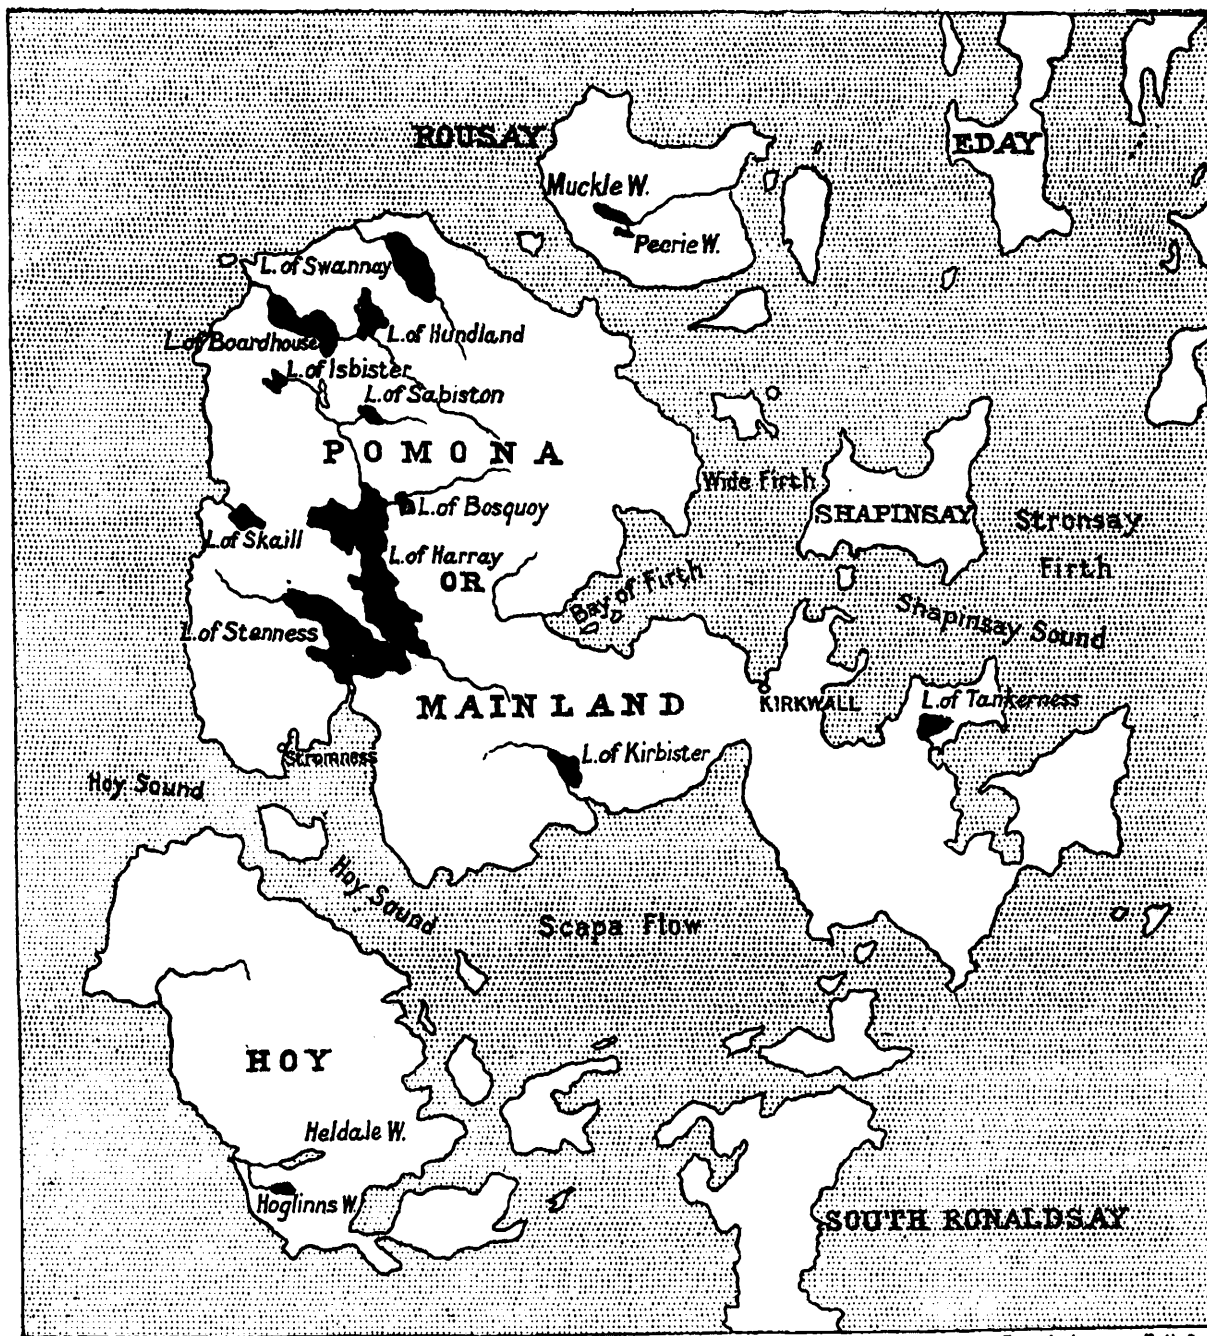 ROUSAY
EDAY
Muckle W.
Peerie W.
L. of Swannay
L. of Boardhouse
L. of Hundland
L. of Isbister
L. of Sabiston
POMONA
Wide Firth
L. of Bosquoy
SHAPINSAY
Stronsay
Firth
L. of Skaill
L. of Harray
OR
Bay of Firth
Shapinsay Sound
L. of Stenness
MAINLAND
KIRKWALL
L. of Tankerness
Stromness
L. of Kirbister
Hoy Sound
Hoy Sound
Scapa Flow
HOY
Heldale W.
Hoglinns W.
SOUTH RONALDSAY